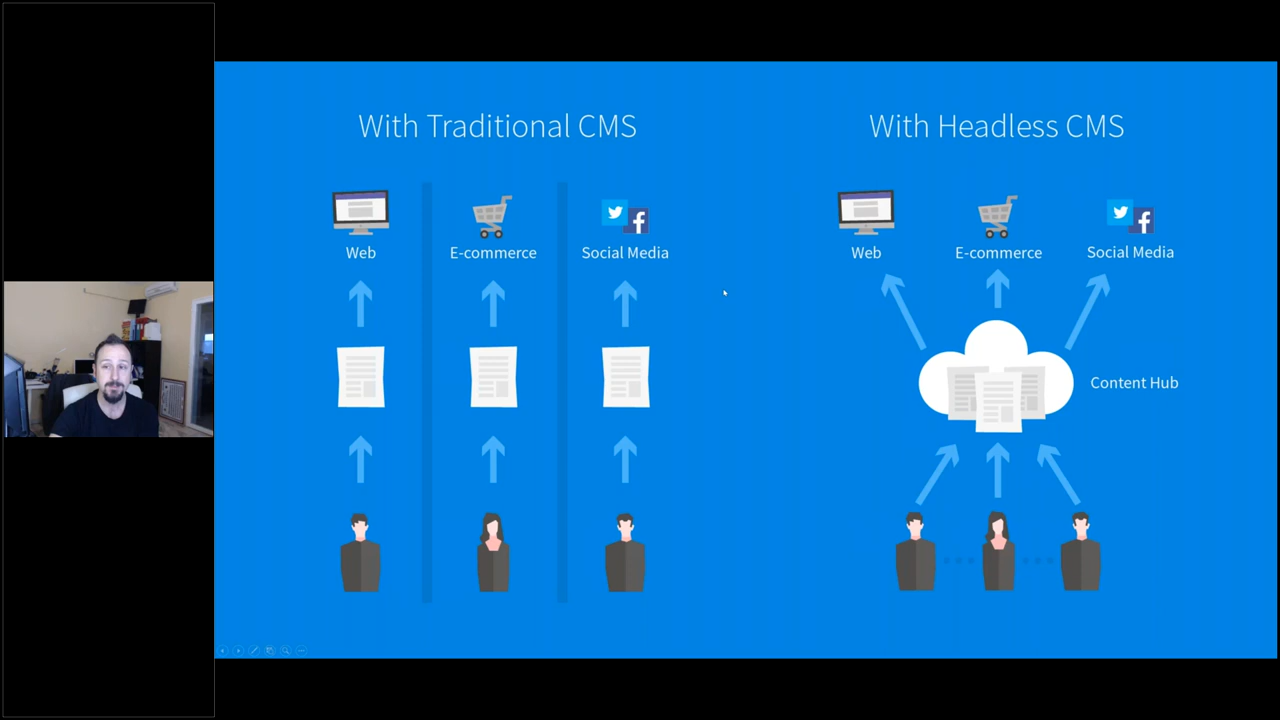 With Traditional CMS
Web
E-commerce
Social Media
With Headless CMS
Web
E-commerce
Social Media
Content Hub